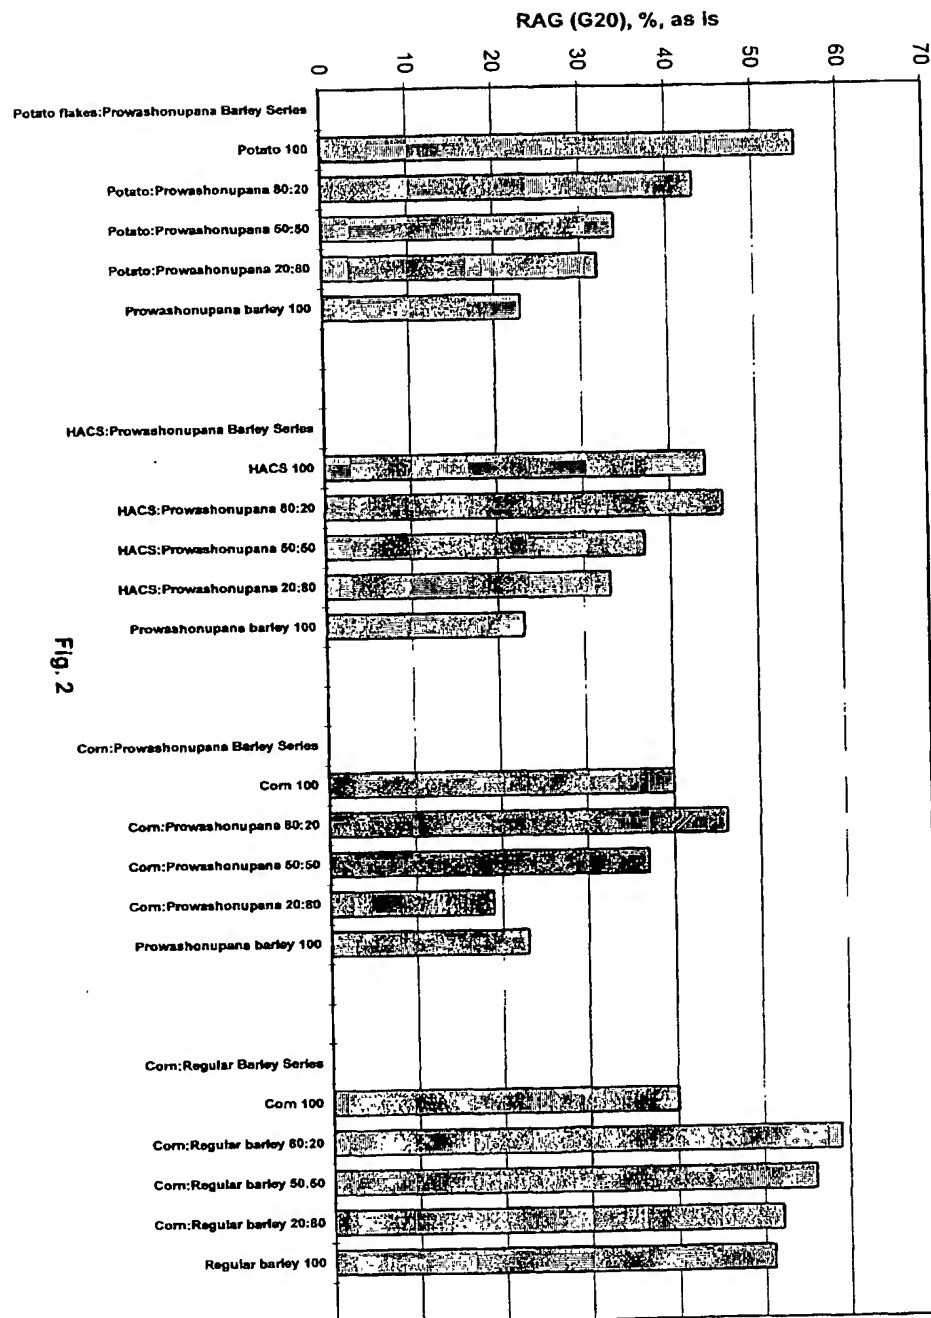 RAG (G20), %, as is
0
10
20
30
40
50
60
70
Potato flakes:Prowashonupana Barley Series
Potato 100
Potato:Prowashonupana 80:20
Potato:Prowashonupana 50:50
Potato:Prowashonupana 20:80
Prowashonupana barley 100
HACS:Prowashonupana Barley Series
HACS 100
HACS:Prowashonupana 80:20
HACS:Prowashonupana 50:50
HACS:Prowashonupana 20:80
Prowashonupana barley 100
Corn:Prowashonupana Barley Series
Corn 100
Corn:Prowashonupana 80:20
Corn:Prowashonupana 50:50
Corn:Prowashonupana 20:80
Prowashonupana barley 100
Corn:Regular Barley Series
Corn 100
Corn:Regular barley 80:20
Corn:Regular barley 50.50
Corn:Regular barley 20:80
Regular barley 100
Fig. 2